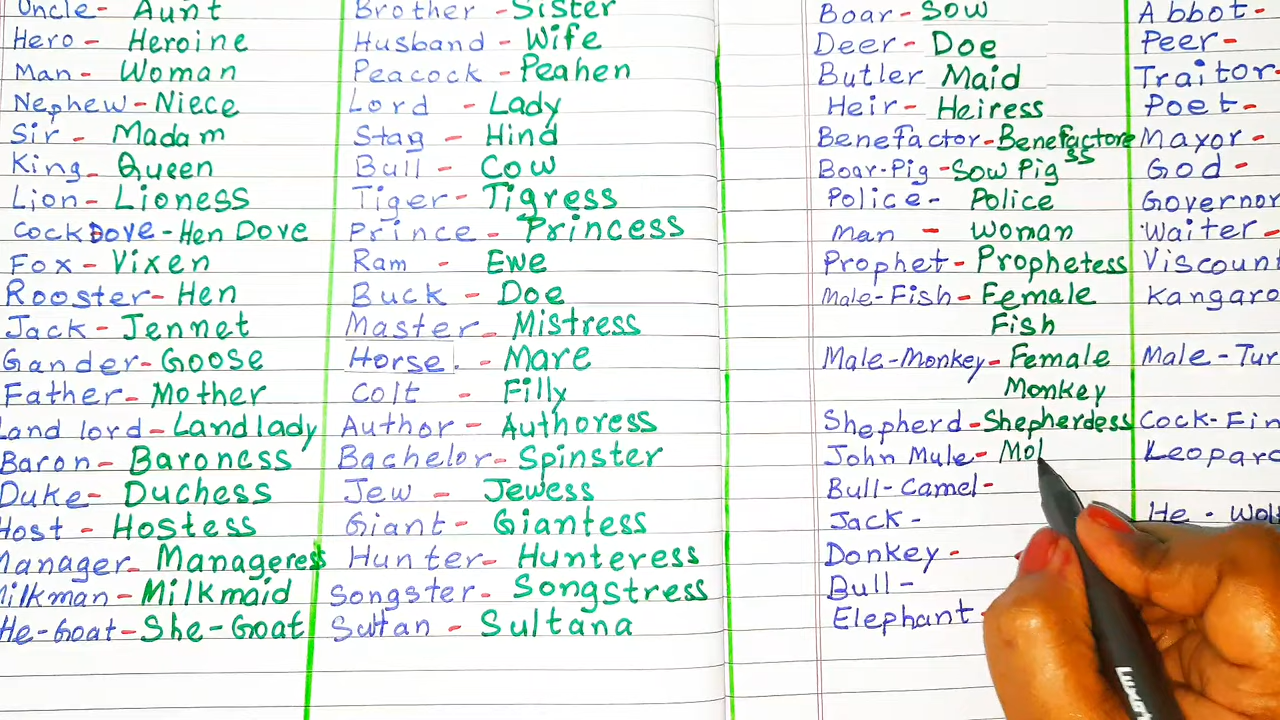 Uncle- Aunt
Hero - Heroine
Man- Woman
Nephew-Niece
Sir - Madam
King- Queen
Lion- Lioness
Cock Dove-Hen Dove
Fox-Vixen
Rooster-Hen
Jack-Jennet
Gander-Goose
Father-Mother
Land lord-Landlady
Baron-Baroness
Duke- Duchess
Host - Hostess
Manager- Manageress
Milkman-Milkmaid
He-Goat-She-Goat
Brother -Sister
Husband-Wife
Peacock-Peahen
Lord - Lady
Stag - Hind
Bull - Cow
Tiger-Tigress
Prince-Princess
Ram - Ewe
Buck-Doe
Master-Mistress
Horse. - Mare
Colt - Filly
Author-Authoress
Bachelor-Spinster
Jew - Jewess
Giant-Giantess
Hunter-Hunteress
Songster-Songstress
Sultan - Sultana
Boar-Sow
Deer-Doe
Butler Maid
Heir-Heiress
Benefactor-Benefactore
ss
Boar-Pig-Sow Pig
Police- Police
Man - Woman
Prophet-Prophetess
Male-Fish-Female
Fish
Male-Monkey-Female
Monkey
Shepherd-Shepherdess
John Mule- Mol
Bull-Camel-
Jack-
Donkey-
Bull-
Elephant-
Abbot-
Peer-
Traitor-
Poet-
Mayor-
God-
Governor
Waiter-
Viscount
Kangaro
Male-Tur
Cock-Fin
Leopard
He - Wol